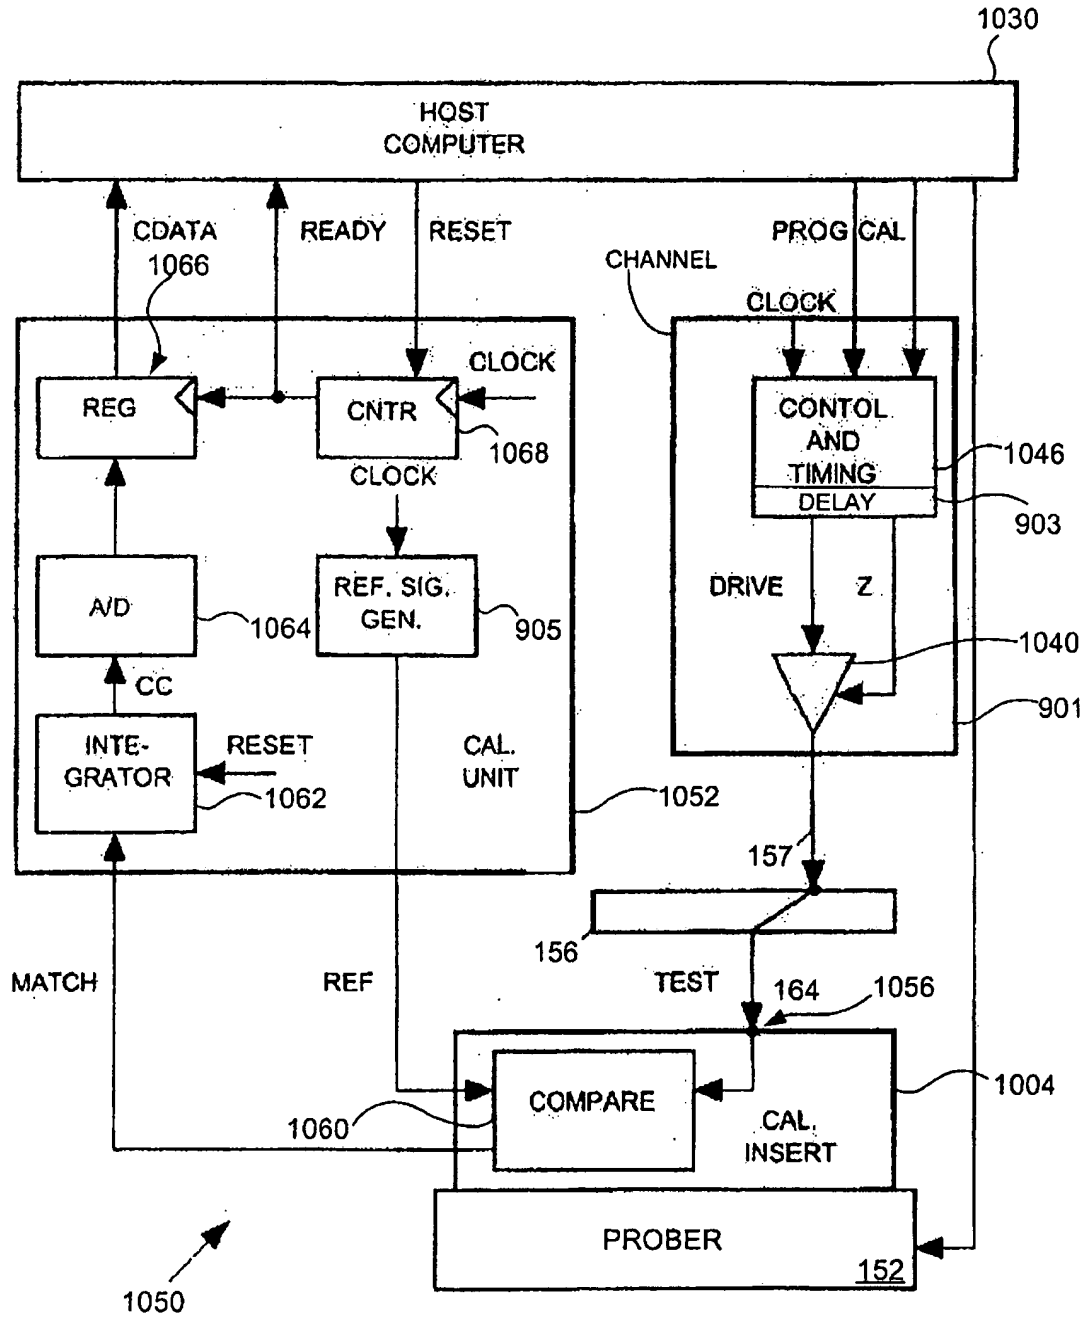 1030
HOST
COMPUTER
CDATA
READY
RESET
PROG
CAL
1066
CHANNEL
CLOCK
CLOCK
REG
CNTR
1068
CLOCK
CONTOL
AND
TIMING
DELAY
1046
903
A/D
1064
REF. SIG.
GEN.
905
DRIVE
Z
1040
901
CC
INTE-
GRATOR
RESET
1062
CAL.
UNIT
1052
157
156
MATCH
REF
TEST
164
1056
COMPARE
1060
CAL.
INSERT
1004
PROBER
152
1050